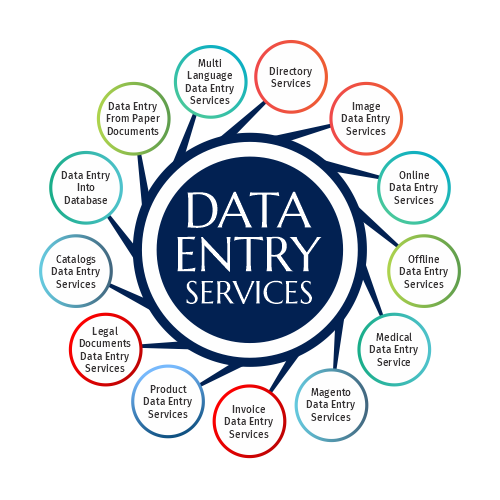 DATA
ENTRY
SERVICES
Directory
Services
Image
Data Entry
Services
Online
Data Entry
Services
Offline
Data Entry
Services
Medical
Data Entry
Service
Magento
Data Entry
Services
Invoice
Data Entry
Services
Product
Data Entry
Services
Legal
Documents
Data Entry
Services
Catalogs
Data Entry
Services
Data Entry
Into
Database
Data Entry
From Paper
Documents
Multi
Language
Data Entry
Services